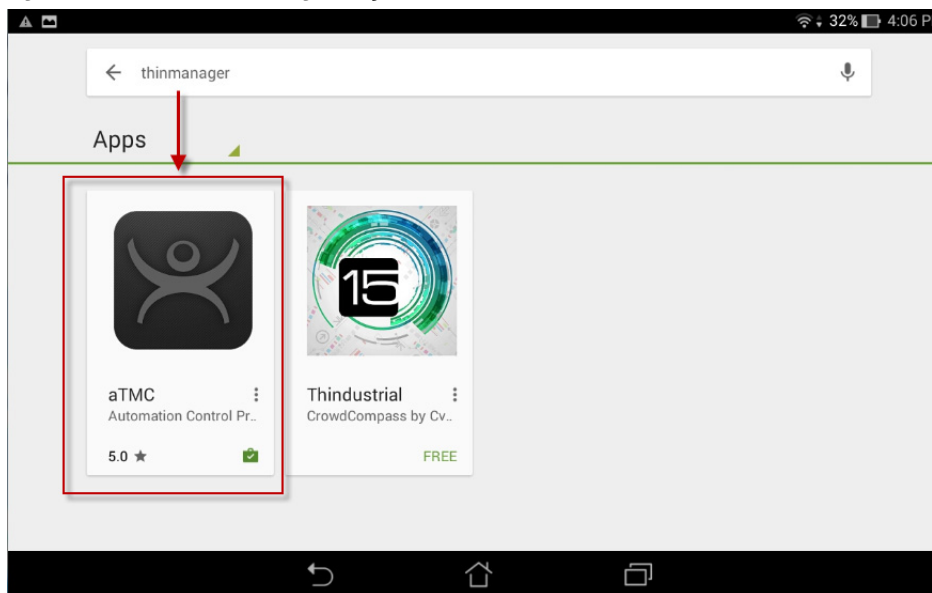 32% 4:06 P
thinmanager
Apps
15
aTMC
Automation Control Pr..
5.0
Thindustrial
CrowdCompass by Cv..
FREE